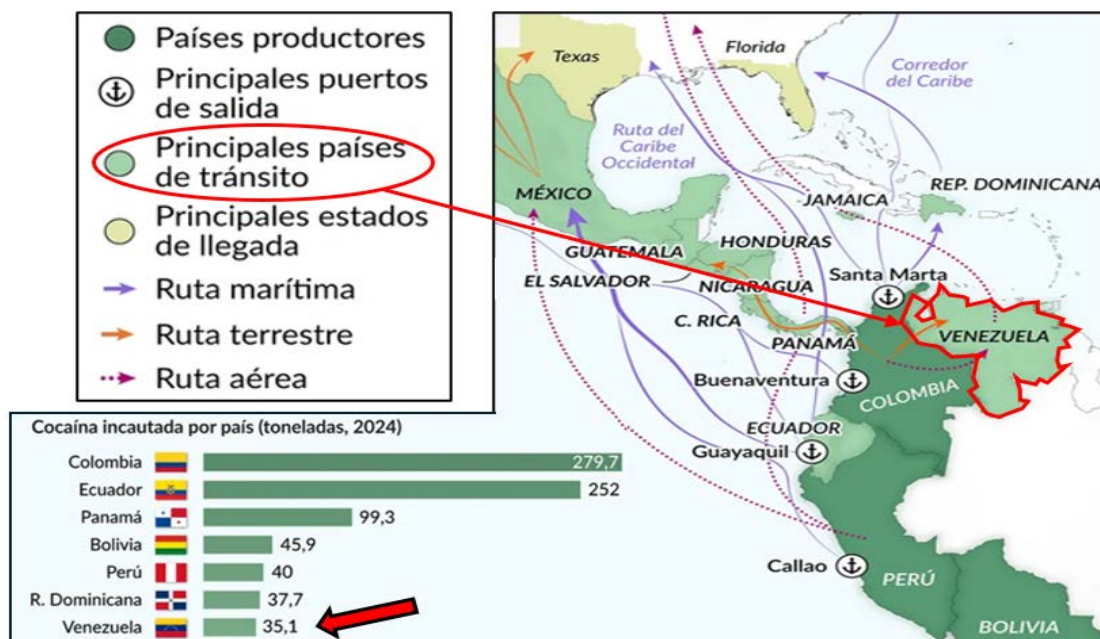 Países productores
Principales puertos
de salida
Principales países
de tránsito
Principales estados
de llegada
Ruta marítima
Ruta terrestre
Ruta aérea
Texas
Florida
Corredor
del Caribe
Ruta del
Caribe
Occidental
MÉXICO
JAMAICA
REP. DOMINICANA
GUATEMALA
HONDURAS
EL SALVADOR
NICARAGUA
Santa Marta
C. RICA
PANAMÁ
VENEZUELA
Buenaventura
COLOMBIA
ECUADOR
Guayaquil
Callao
PERÚ
BOLIVIA
Cocaína incautada por país (toneladas, 2024)
Colombia 279,7
Ecuador 252
Panamá 99,3
Bolivia 45,9
Perú 40
R. Dominicana 37,7
Venezuela 35,1